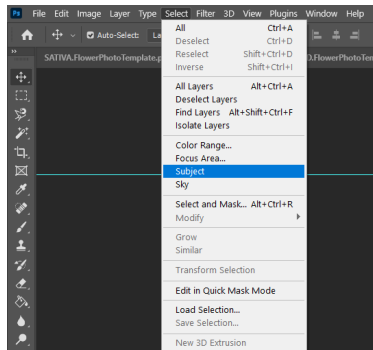 Ps File Edit Image Layer Type Select Filter 3D View Plugins Window Help
Auto-Select: La
SATIVA.FlowerPhotoTemplate.p
D.FlowerPhotoTem
All Ctrl+A
Deselect Ctrl+D
Reselect Shift+Ctrl+D
Inverse Shift+Ctrl+I
All Layers Alt+Ctrl+A
Deselect Layers
Find Layers Alt+Shift+Ctrl+F
Isolate Layers
Color Range...
Focus Area...
Subject
Sky
Select and Mask... Alt+Ctrl+R
Modify
Grow
Similar
Transform Selection
Edit in Quick Mask Mode
Load Selection...
Save Selection...
New 3D Extrusion